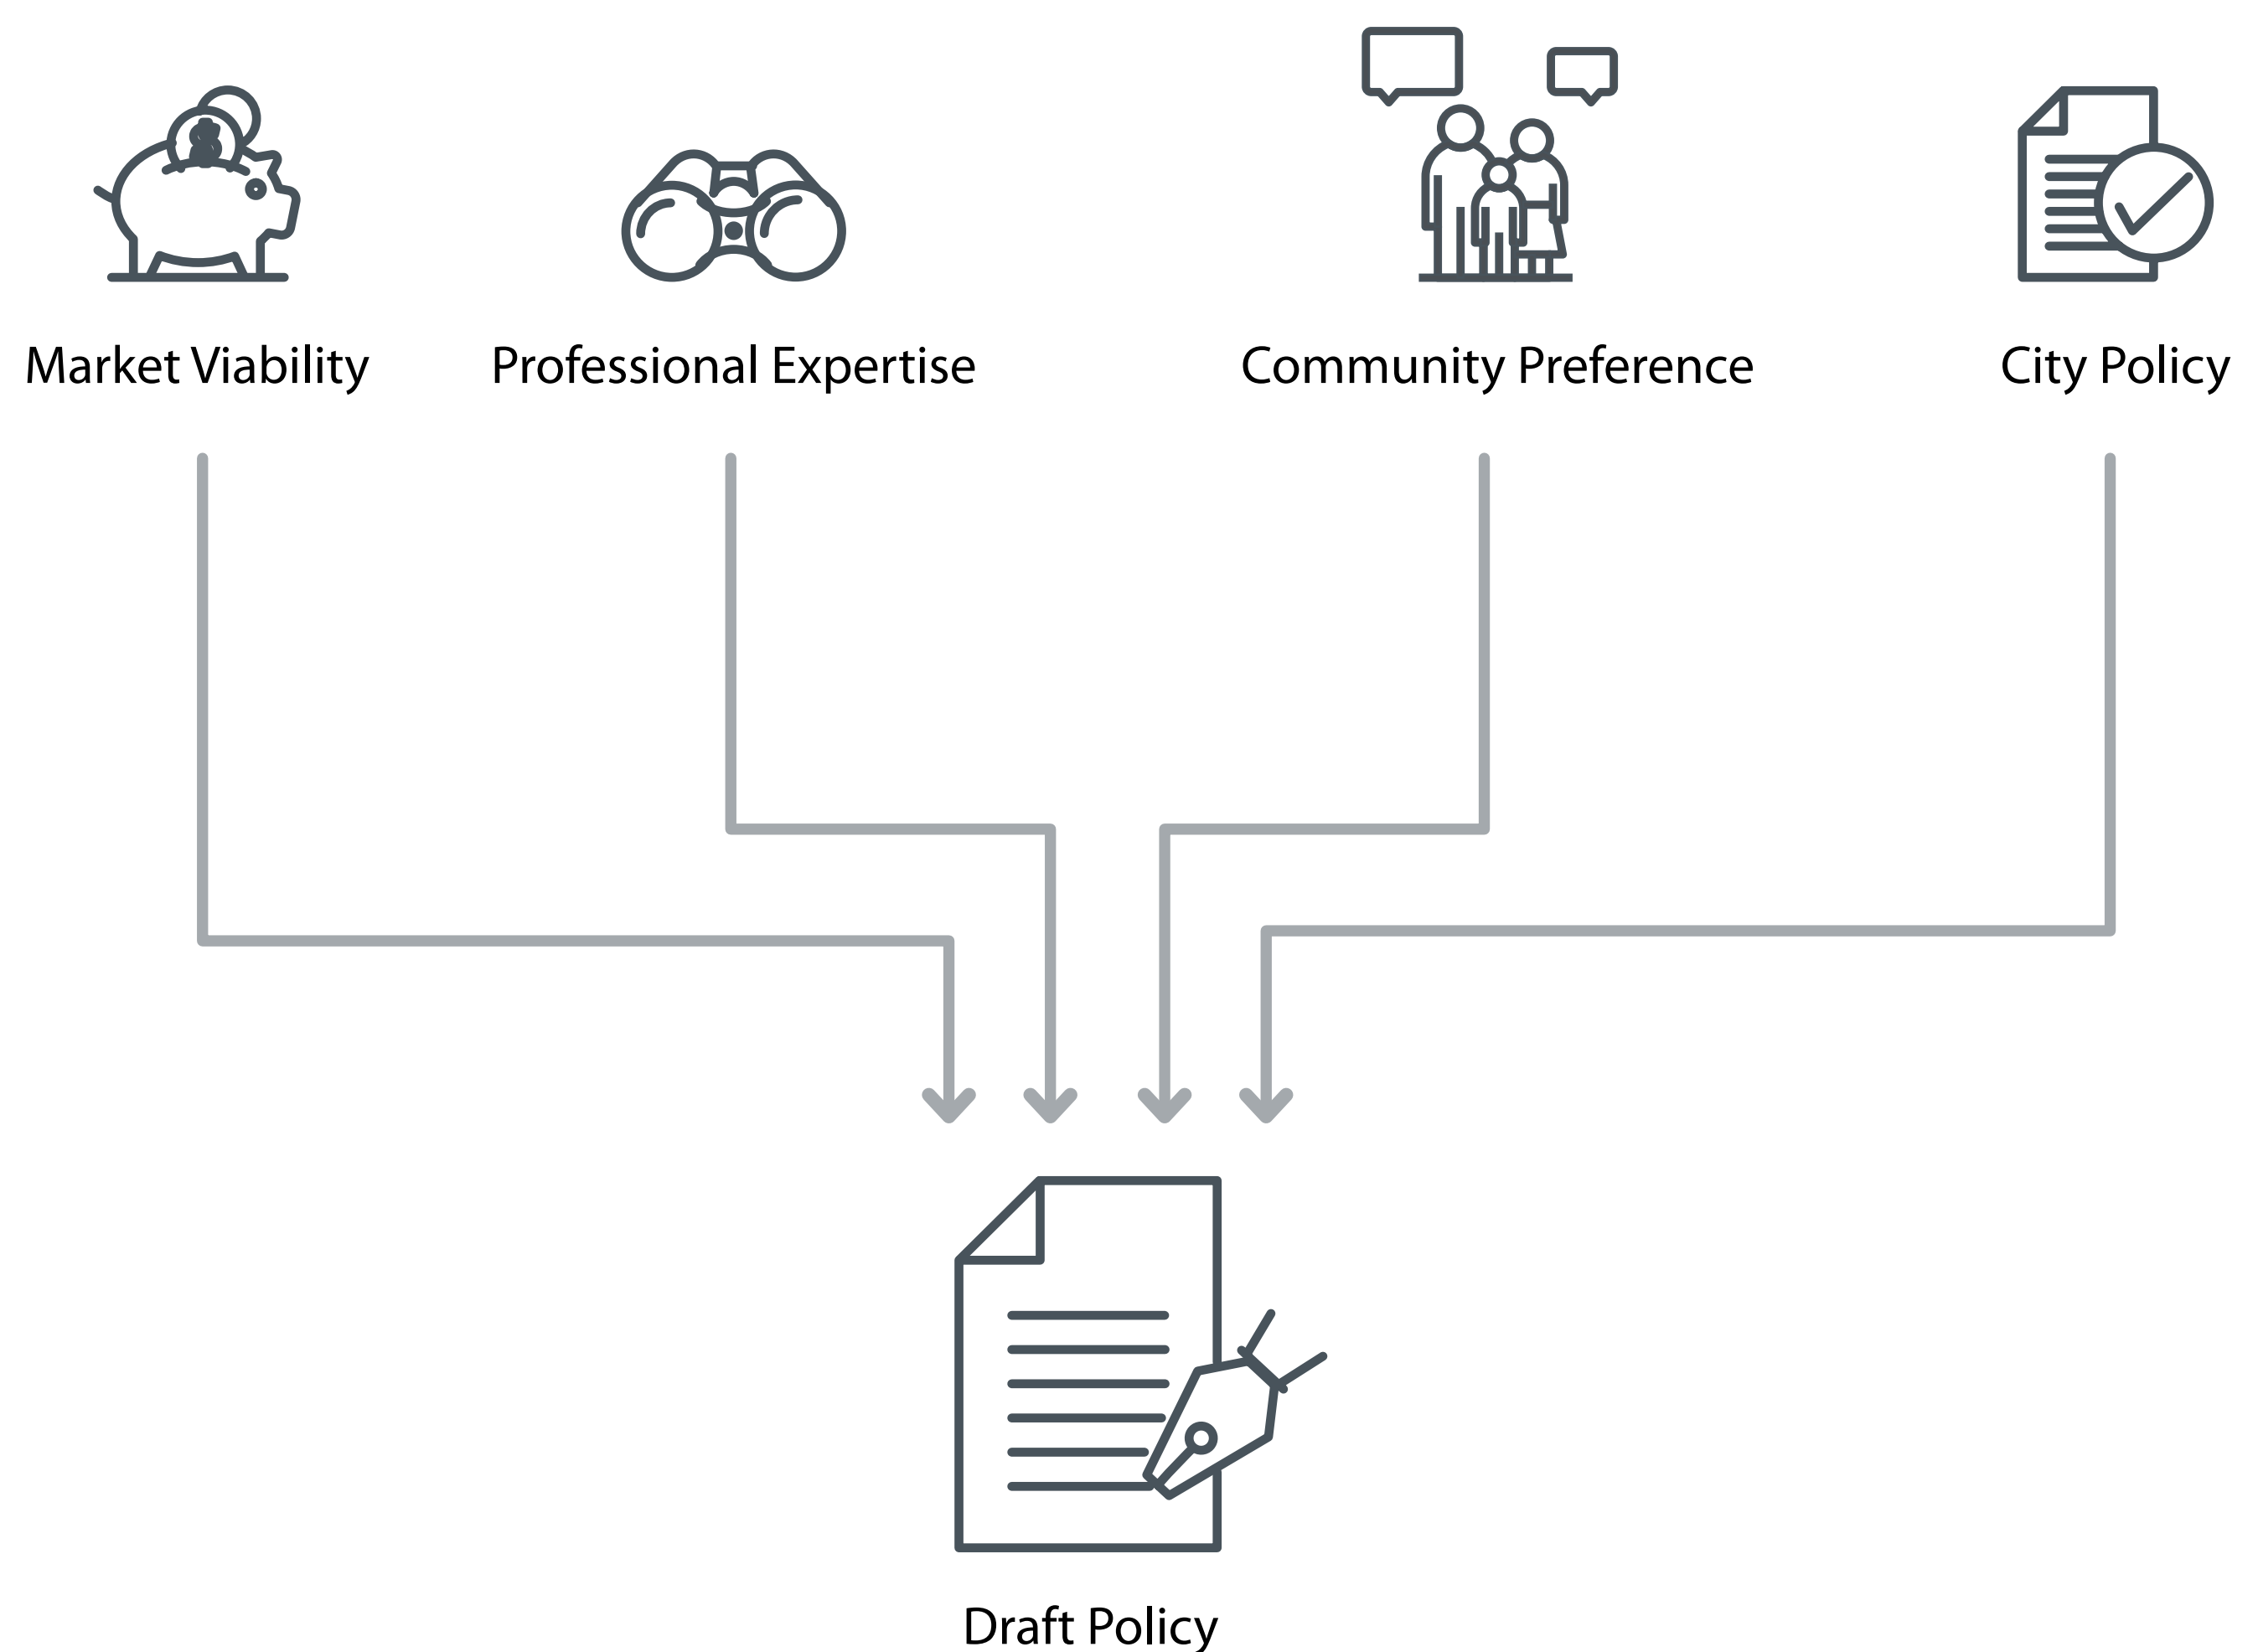 Market Viability
Professional Expertise
Community Preference
City Policy
Draft Policy